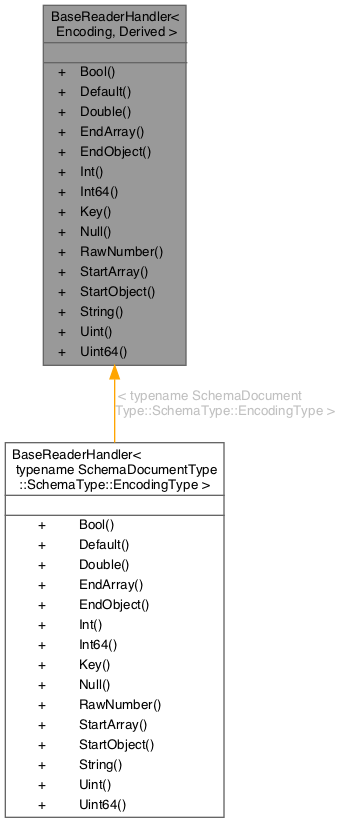 BaseReaderHandler<
Encoding, Derived >
+ Bool()
+ Default()
+ Double()
+ EndArray()
+ EndObject()
+ Int()
+ Int64()
+ Key()
+ Null()
+ RawNumber()
+ StartArray()
+ StartObject()
+ String()
+ Uint()
+ Uint64()
< typename SchemaDocument
Type::SchemaType::EncodingType >
BaseReaderHandler<
typename SchemaDocumentType
::SchemaType::EncodingType >
+ Bool()
+ Default()
+ Double()
+ EndArray()
+ EndObject()
+ Int()
+ Int64()
+ Key()
+ Null()
+ RawNumber()
+ StartArray()
+ StartObject()
+ String()
+ Uint()
+ Uint64()